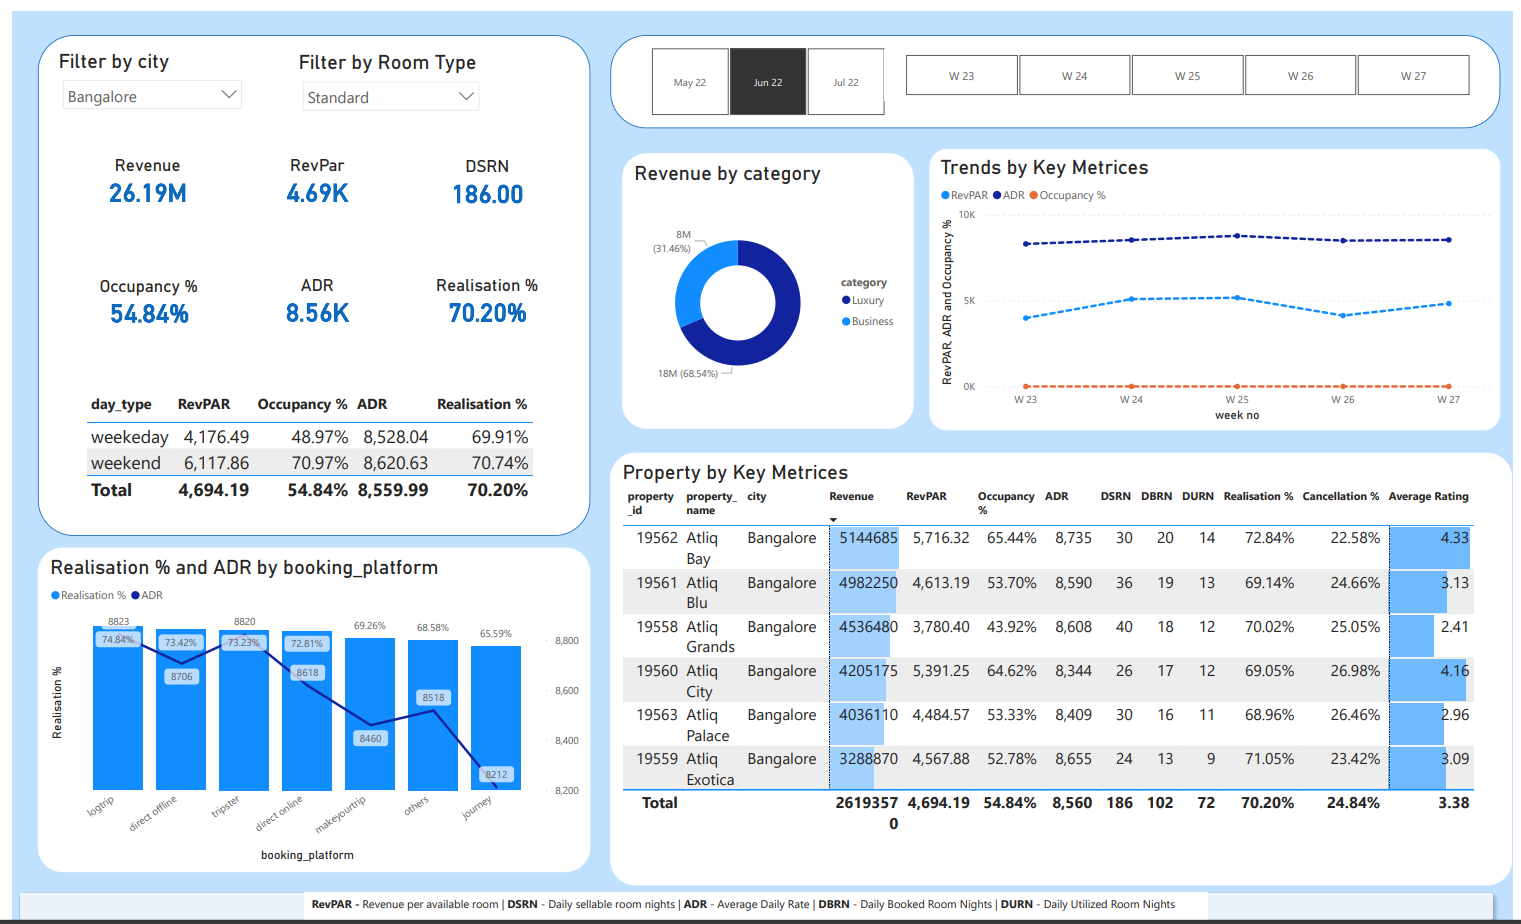 Filter by city
Bangalore
Filter by Room Type
Standard
Revenue
26.19M
RevPar
4.69K
DSRN
186.00
Occupancy %
54.84%
ADR
8.56K
Realisation %
70.20%
day_type RevPAR Occupancy % ADR Realisation %
weekeday 4,176.49 48.97% 8,528.04 69.91%
weekend 6,117.86 70.97% 8,620.63 70.74%
Total 4,694.19 54.84% 8,559.99 70.20%
May 22 Jun 22 Jul 22
W 23 W 24 W 25 W 26 W 27
Revenue by category
8M
(31.46%)
18M (68.54%)
category
Luxury
Business
Trends by Key Metrices
RevPAR ADR Occupancy %
RevPAR, ADR and Occupancy %
10K
5K
0K
W 23 W 24 W 25 W 26 W 27
week no
Realisation % and ADR by booking_platform
Realisation % ADR
Realisation %
8823 8820 69.26% 68.58% 65.59%
74.84% 73.42% 73.23% 72.81%
8706 8618 8460 8518 8212
8,800
8,600
8,400
8,200
logtrip direct offline tripster direct online makeyourtrip others journey
booking_platform
Property by Key Metrices
property property_ city Revenue RevPAR Occupancy ADR DSRN DBRN DURN Realisation % Cancellation % Average Rating
_id name %
19562 Atliq Bangalore 5144685 5,716.32 65.44% 8,735 30 20 14 72.84% 22.58% 4.33
Bay
19561 Atliq Bangalore 4982250 4,613.19 53.70% 8,590 36 19 13 69.14% 24.66% 3.13
Blu
19558 Atliq Bangalore 4536480 3,780.40 43.92% 8,608 40 18 12 70.02% 25.05% 2.41
Grands
19560 Atliq Bangalore 4205175 5,391.25 64.62% 8,344 26 17 12 69.05% 26.98% 4.16
City
19563 Atliq Bangalore 4036110 4,484.57 53.33% 8,409 30 16 11 68.96% 26.46% 2.96
Palace
19559 Atliq Bangalore 3288870 4,567.88 52.78% 8,655 24 13 9 71.05% 23.42% 3.09
Exotica
Total 2619357 4,694.19 54.84% 8,560 186 102 72 70.20% 24.84% 3.38
0
RevPAR - Revenue per available room | DSRN - Daily sellable room nights | ADR - Average Daily Rate | DBRN - Daily Booked Room Nights | DURN - Daily Utilized Room Nights